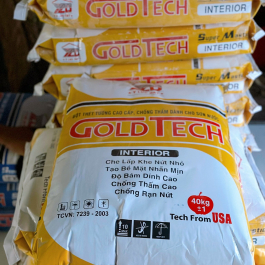 GOLDTECH
INTERIOR
GOLDTECH
INTERIOR
GOLDTECH
INTERIOR
Che Lấp Khe Nứt Nhỏ
Tạo Bề Mặt Nhẵn Mịn
Độ Bám Dính Cao
Chống Thấm Cao
Chống Rạn Nứt
40kg
±1
Tech From USA
TCVN: 7239 - 2003